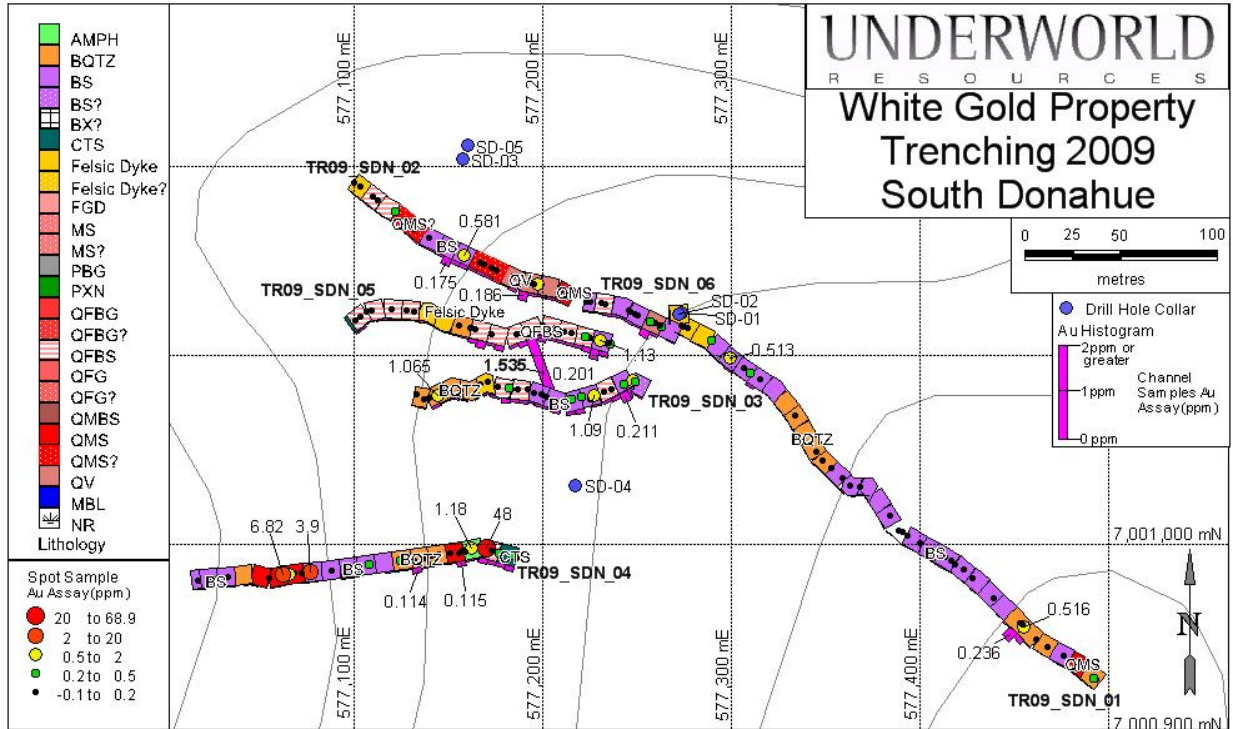 AMPH
BQTZ
BS
BS?
BX?
CTS
Felsic Dyke
Felsic Dyke?
FGD
MS
MS?
PBG
PXN
QFBG
QFBG?
QFBS
QFG
QFG?
QMBS
QMS
QMS?
QV
MBL
NR
Lithology
Spot Sample
Au Assay(ppm)
20 to 68.9
2 to 20
0.5 to 2
0.2 to 0.5
-0.1 to 0.2
UNDERWORLD
RESOURCES
White Gold Property
Trenching 2009
South Donahue
0 25 50 100
metres
Drill Hole Collar
Au Histogram
2ppm or
greater
1ppm
0 ppm
Channel
Samples Au
Assay(ppm)
577,100 mE
577,200 mE
577,300 mE
SD-05
SD-03
TR09_SDN_02
QMS?
0.581
BS
0.175
QV
0.186
QMS
TR09_SDN_06
TR09_SDN_05
Felsic Dyke
QFBS
SD-02
SD-01
1.13
0.513
1.065
1.535
0.201
BQTZ
BS
TR09_SDN_03
1.09
0.211
BQTZ
SD-04
7,001,000 mN
6.82
3.9
1.18
48
BS
BS
BQTZ
CTS
TR09_SDN_04
0.114
0.115
BS
0.516
0.236
QMS
TR09_SDN_01
N
577,100 mE
577,200 mE
577,300 mE
577,400 mE
7,000,900 mN